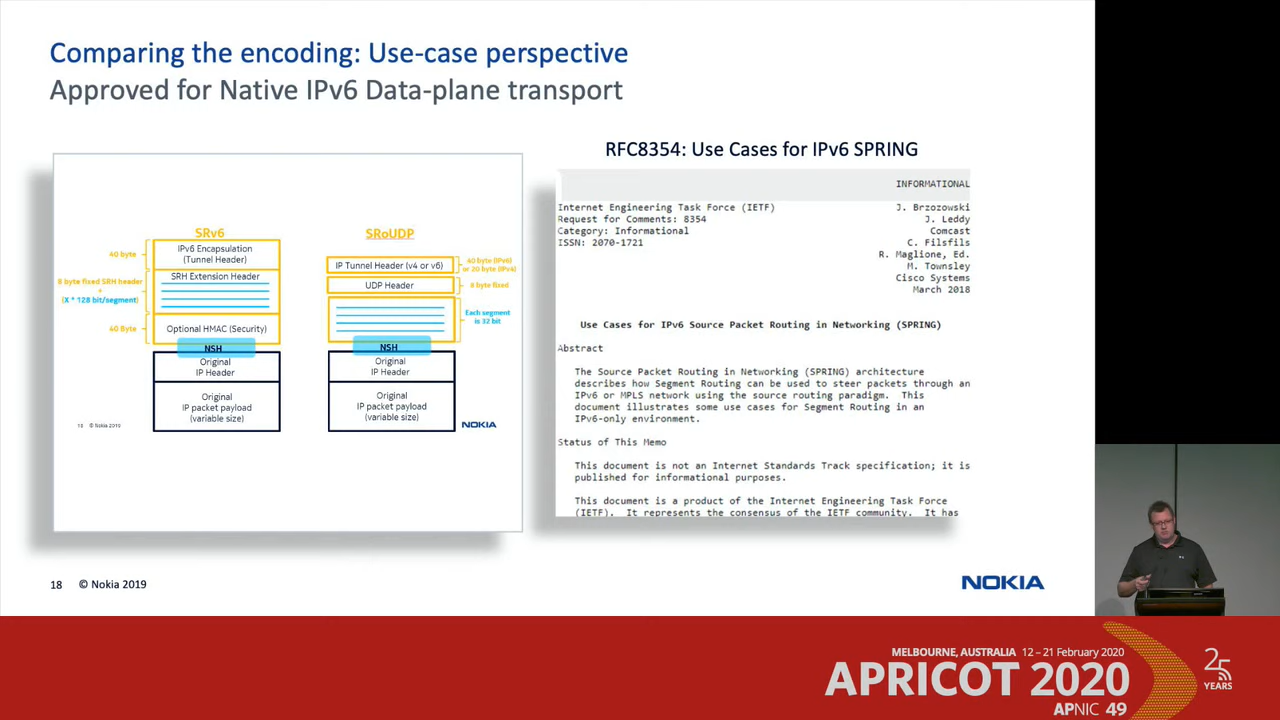 Comparing the encoding: Use-case perspective
Approved for Native IPv6 Data-plane transport
SRv6
IPv6 Encapsulation
(Tunnel Header)
40 byte
SRH Extension Header
8 byte fixed SRH header
+
(X * 128 bit/segment)
40 Byte
Optional HMAC (Security)
NSH
Original
IP Header
Original
IP packet payload
(variable size)
SRoUDP
IP Tunnel Header (v4 or v6)
40 byte (IPv6)
or 20 byte (IPv4)
UDP Header
8 byte fixed
Each segment
is 32 bit
NSH
Original
IP Header
Original
IP packet payload
(variable size)
18 © Nokia 2019
NOKIA
RFC8354: Use Cases for IPv6 SPRING
INFORMATIONAL
Internet Engineering Task Force (IETF) J. Brzozowski
Request for Comments: 8354 J. Leddy
Category: Informational Comcast
ISSN: 2070-1721 C. Filsfils
R. Maglione, Ed.
M. Townsley
Cisco Systems
March 2018
Use Cases for IPv6 Source Packet Routing in Networking (SPRING)
Abstract
The Source Packet Routing in Networking (SPRING) architecture
describes how Segment Routing can be used to steer packets through an
IPv6 or MPLS network using the source routing paradigm. This
document illustrates some use cases for Segment Routing in an
IPv6-only environment.
Status of This Memo
This document is not an Internet Standards Track specification; it is
published for informational purposes.
This document is a product of the Internet Engineering Task Force
(IETF). It represents the consensus of the IETF community. It has
18 © Nokia 2019
NOKIA
MELBOURNE, AUSTRALIA 12 – 21 February 2020
APRICOT 2020
APNIC 49
25
YEARS